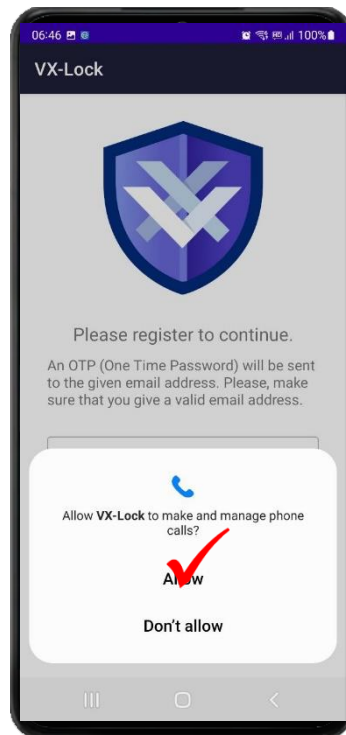 06:46 100%
VX-Lock
Please register to continue.
An OTP (One Time Password) will be sent
to the given email address. Please, make
sure that you give a valid email address.
Allow VX-Lock to make and manage phone
calls?
Allow
Don't allow